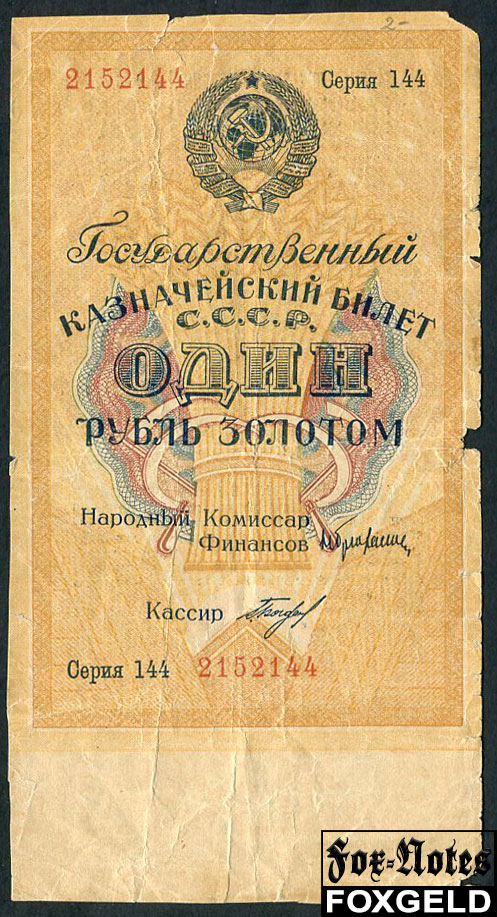 2-
2152144 Серия 144
Государственный
КАЗНАЧЕЙСКИЙ БИЛЕТ
С.С.С.Р.
ОДИН
РУБЛЬ ЗОЛОТОМ
Народный Комиссар
Финансов
Кассир
Серия 144 2152144
Fox-Notes
FOXGELD